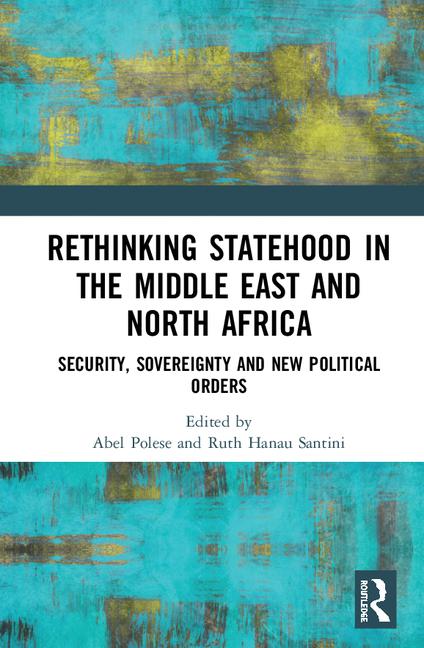 RETHINKING STATEHOOD IN
THE MIDDLE EAST AND
NORTH AFRICA
SECURITY, SOVEREIGNTY AND NEW POLITICAL
ORDERS
Edited by
Abel Polese and Ruth Hanau Santini
ROUTLEDGE